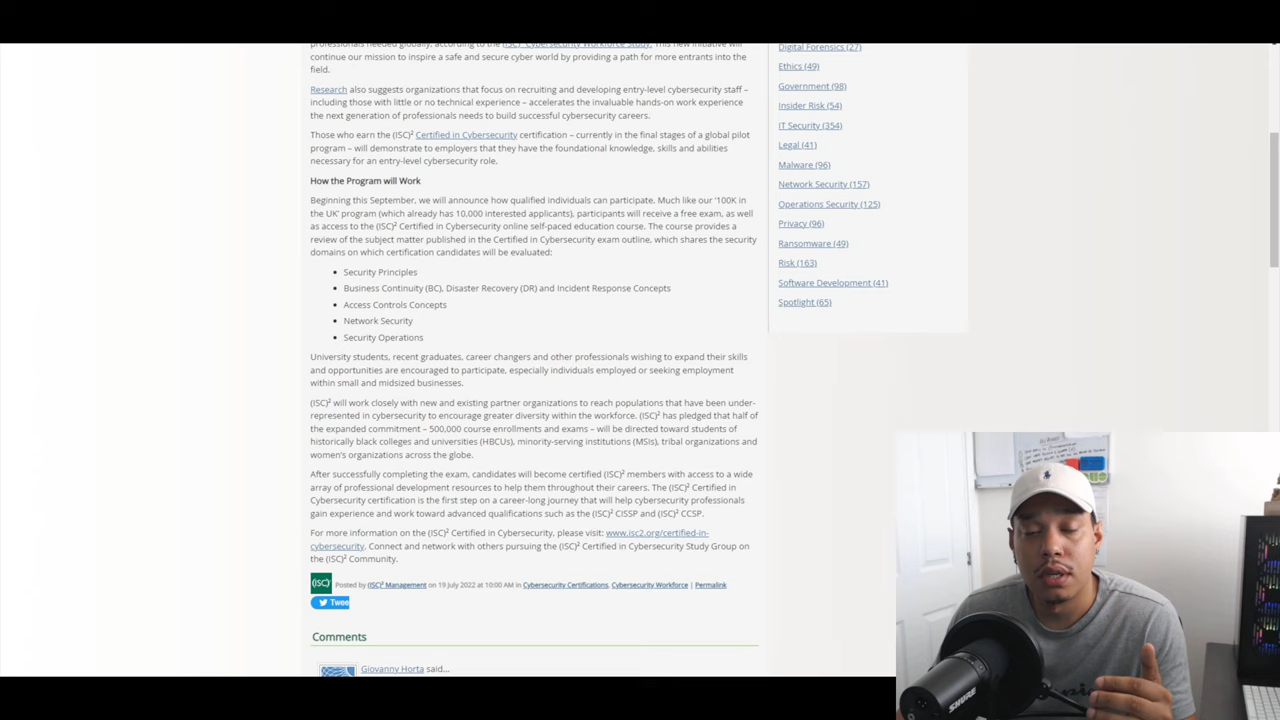 professionals needed globally, according to the (ISC)² Cybersecurity Workforce Study. This new initiative will
continue our mission to inspire a safe and secure cyber world by providing a path for more entrants into the
field.
Research also suggests organizations that focus on recruiting and developing entry-level cybersecurity staff –
including those with little or no technical experience – accelerates the invaluable hands-on work experience
the next generation of professionals needs to build successful cybersecurity careers.
Those who earn the (ISC)² Certified in Cybersecurity certification – currently in the final stages of a global pilot
program – will demonstrate to employers that they have the foundational knowledge, skills and abilities
necessary for an entry-level cybersecurity role.
How the Program will Work
Beginning this September, we will announce how qualified individuals can participate. Much like our '100K in
the UK' program (which already has 10,000 interested applicants), participants will receive a free exam, as well
as access to the (ISC)² Certified in Cybersecurity online self-paced education course. The course provides a
review of the subject matter published in the Certified in Cybersecurity exam outline, which shares the security
domains on which certification candidates will be evaluated:
• Security Principles
• Business Continuity (BC), Disaster Recovery (DR) and Incident Response Concepts
• Access Controls Concepts
• Network Security
• Security Operations
University students, recent graduates, career changers and other professionals wishing to expand their skills
and opportunities are encouraged to participate, especially individuals employed or seeking employment
within small and midsized businesses.
(ISC)² will work closely with new and existing partner organizations to reach populations that have been under-
represented in cybersecurity to encourage greater diversity within the workforce. (ISC)² has pledged that half of
the expanded commitment – 500,000 course enrollments and exams – will be directed toward students of
historically black colleges and universities (HBCUs), minority-serving institutions (MSIs), tribal organizations and
women's organizations across the globe.
After successfully completing the exam, candidates will become certified (ISC)² members with access to a wide
array of professional development resources to help them throughout their careers. The (ISC)² Certified in
Cybersecurity certification is the first step on a career-long journey that will help cybersecurity professionals
gain experience and work toward advanced qualifications such as the (ISC)² CISSP and (ISC)² CCSP.
For more information on the (ISC)² Certified in Cybersecurity, please visit: www.isc2.org/certified-in-
cybersecurity. Connect and network with others pursuing the (ISC)² Certified in Cybersecurity Study Group on
the (ISC)² Community.
(ISC)² Posted by (ISC)² Management on 19 July 2022 at 10:00 AM in Cybersecurity Certifications, Cybersecurity Workforce | Permalink
Twee
Comments
Giovanny Horta said...
Digital Forensics (27)
Ethics (49)
Government (98)
Insider Risk (54)
IT Security (354)
Legal (41)
Malware (96)
Network Security (157)
Operations Security (125)
Privacy (96)
Ransomware (49)
Risk (163)
Software Development (41)
Spotlight (65)
SHURE